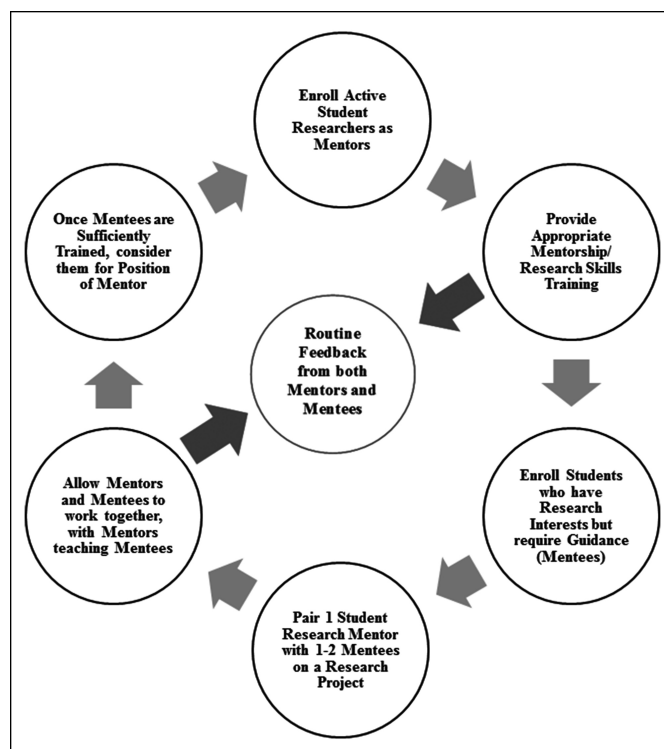 Enroll Active
Student
Researchers as
Mentors
Provide
Appropriate
Mentorship/
Research Skills
Training
Enroll Students
who have
Research
Interests but
require Guidance
(Mentees)
Pair 1 Student
Research Mentor
with 1-2 Mentees
on a Research
Project
Allow Mentors
and Mentees to
work together,
with Mentors
teaching Mentees
Once Mentees are
Sufficiently
Trained, consider
them for Position
of Mentor
Routine
Feedback
from both
Mentors and
Mentees